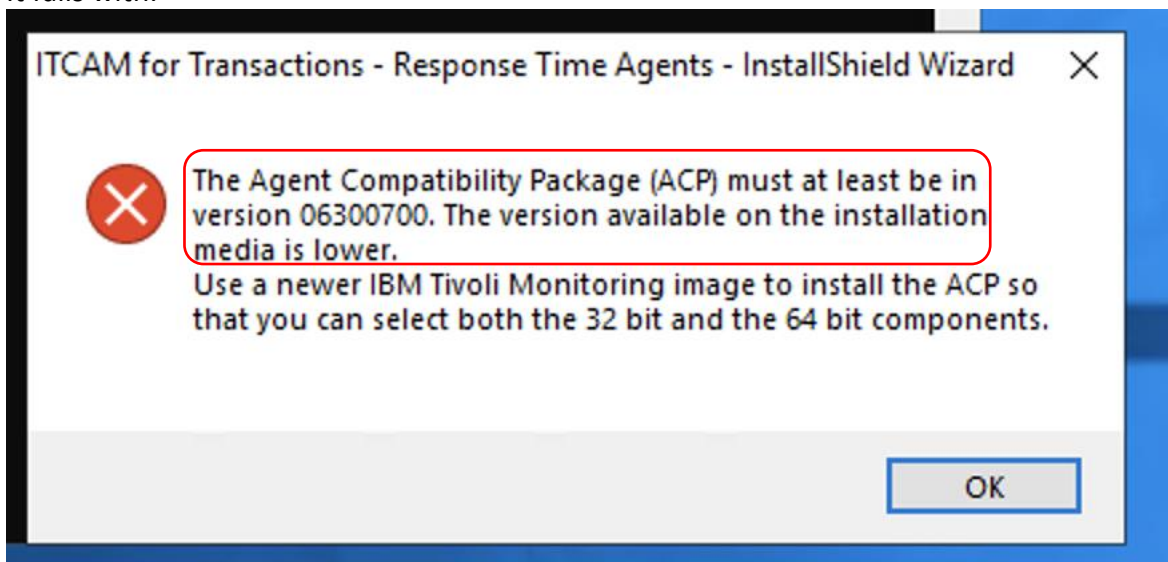 ITCAM for Transactions - Response Time Agents - InstallShield Wizard
The Agent Compatibility Package (ACP) must at least be in
version 06300700. The version available on the installation
media is lower.
Use a newer IBM Tivoli Monitoring image to install the ACP so
that you can select both the 32 bit and the 64 bit components.
OK